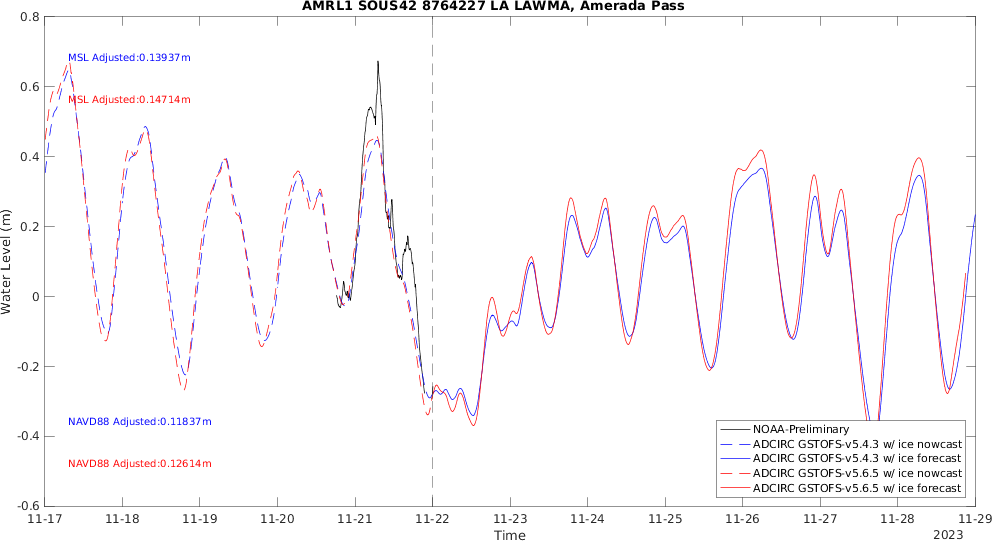 AMRL1 SOUS42 8764227 LA LAWMA, Amerada Pass
0.8
0.6
0.4
0.2
0
-0.2
-0.4
-0.6
Water Level (m)
MSL Adjusted:0.13937m
MSL Adjusted:0.14714m
NAVD88 Adjusted:0.11837m
NAVD88 Adjusted:0.12614m
NOAA-Preliminary
ADCIRC GSTOFS-v5.4.3 w/ ice nowcast
ADCIRC GSTOFS-v5.4.3 w/ ice forecast
ADCIRC GSTOFS-v5.6.5 w/ ice nowcast
ADCIRC GSTOFS-v5.6.5 w/ ice forecast
11-17 11-18 11-19 11-20 11-21 11-22 11-23 11-24 11-25 11-26 11-27 11-28 11-29
Time
2023